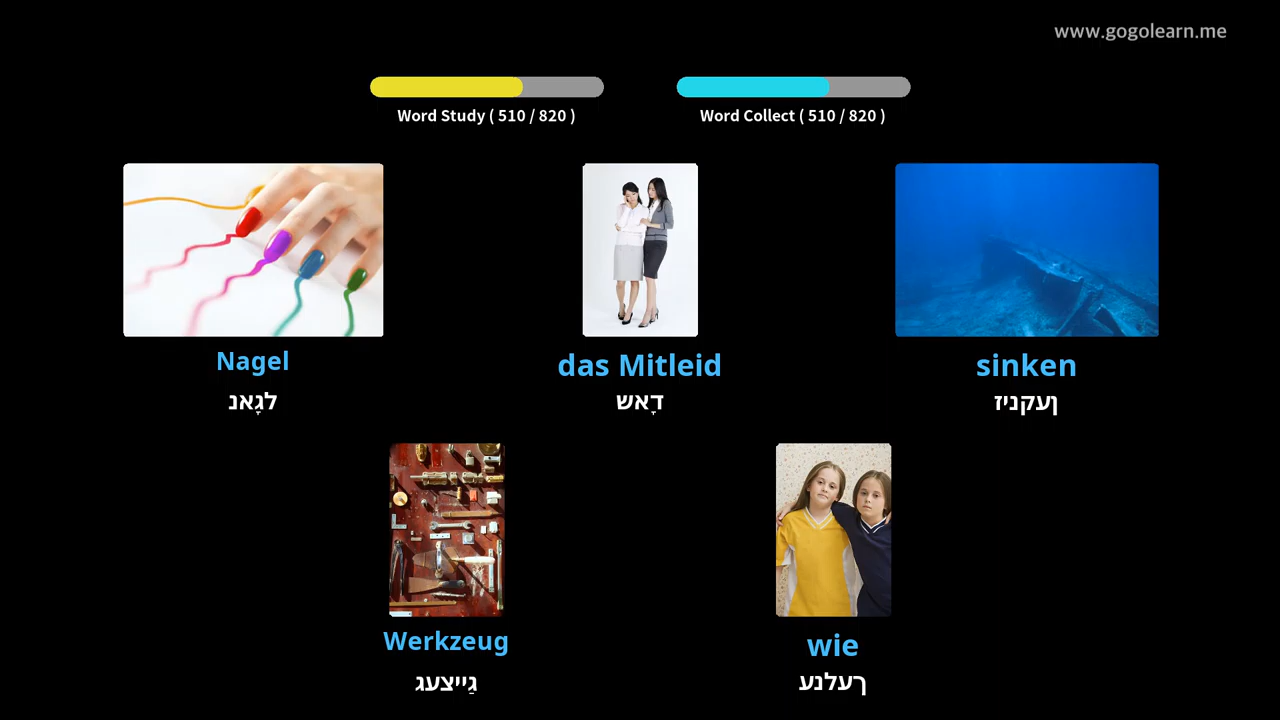 www.gogolearn.me
Word Study ( 510 / 820 )
Word Collect ( 510 / 820 )
Nagel
לגָאנ
das Mitleid
דָאש
sinken
ןעקניז
Werkzeug
גַייצעג
wie
ךעלנע